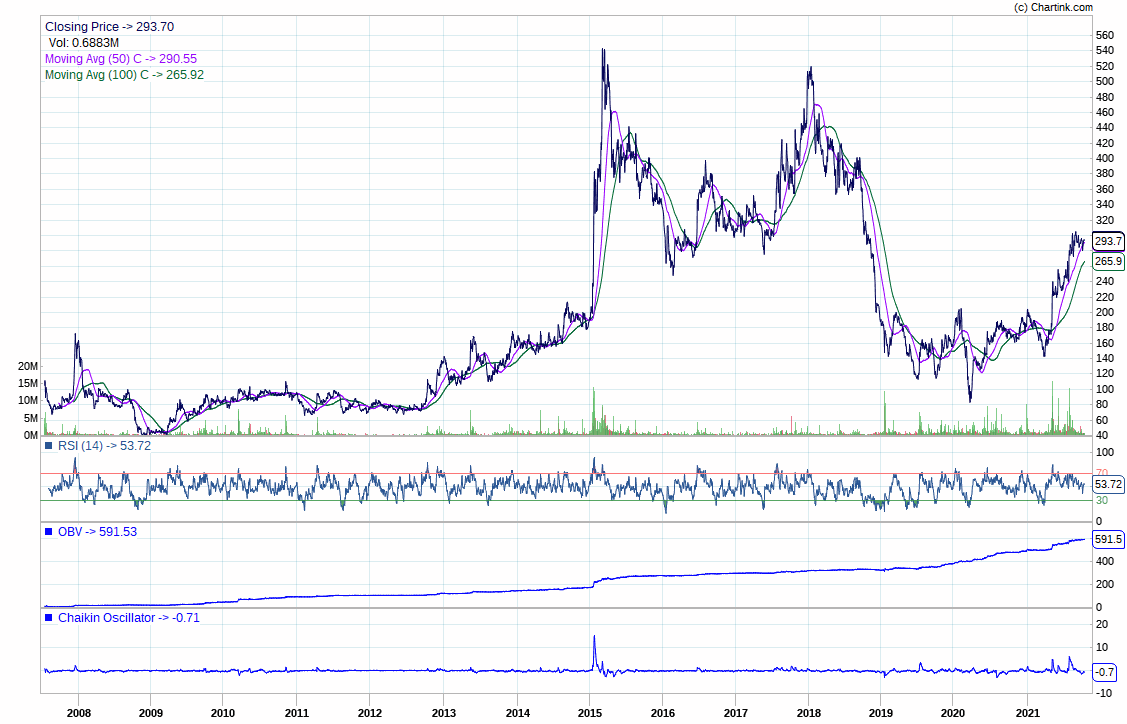 (c) Chartink.com
Closing Price -> 293.70
Vol: 0.6883M
Moving Avg (50) C -> 290.55
Moving Avg (100) C -> 265.92
560
540
520
500
480
460
440
420
400
380
360
340
320
293.7
265.9
240
220
200
180
160
140
120
100
80
60
40
20M
15M
10M
5M
0M
RSI (14) -> 53.72
100
70
53.72
30
0
OBV -> 591.53
591.5
400
200
0
Chaikin Oscillator -> -0.71
20
10
-0.7
-10
2008 2009 2010 2011 2012 2013 2014 2015 2016 2017 2018 2019 2020 2021